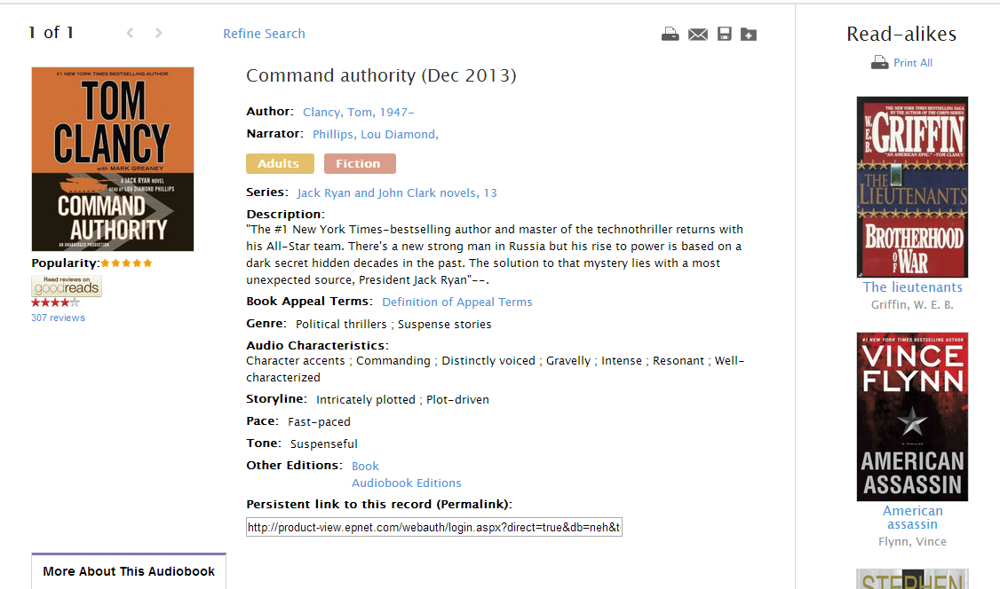 1 of 1
Refine Search
#1 NEW YORK TIMES BESTSELLING AUTHOR
TOM
CLANCY
with MARK GREANEY
A JACK RYAN NOVEL
READ BY LOU DIAMOND PHILLIPS
COMMAND
AUTHORITY
AN UNABRIDGED PRODUCTION
Popularity:
Read reviews on
goodreads
307 reviews
Command authority (Dec 2013)
Author: Clancy, Tom, 1947-
Narrator: Phillips, Lou Diamond,
Adults Fiction
Series: Jack Ryan and John Clark novels, 13
Description:
"The #1 New York Times-bestselling author and master of the technothriller returns with
his All-Star team. There's a new strong man in Russia but his rise to power is based on a
dark secret hidden decades in the past. The solution to that mystery lies with a most
unexpected source, President Jack Ryan"--.
Book Appeal Terms: Definition of Appeal Terms
Genre: Political thrillers ; Suspense stories
Audio Characteristics:
Character accents ; Commanding ; Distinctly voiced ; Gravelly ; Intense ; Resonant ; Well-
characterized
Storyline: Intricately plotted ; Plot-driven
Pace: Fast-paced
Tone: Suspenseful
Other Editions: Book
Audiobook Editions
Persistent link to this record (Permalink):
http://product-view.epnet.com/webauth/login.aspx?direct=true&db=neh&t
More About This Audiobook
Read-alikes
Print All
THE NEW YORK TIMES BESTSELLING SAGA
BY THE AUTHOR OF THE CORPS SERIES
W.E.B.
GRIFFIN
"AN AMERICAN EPIC." -TOM CLANCY
THE
LIEUTENANTS
BROTHERHOOD
OF
WAR
The lieutenants
Griffin, W. E. B.
#1 NEW YORK TIMES BESTSELLING AUTHOR
VINCE
FLYNN
A THRILLER
AMERICAN
ASSASSIN
American
assassin
Flynn, Vince
STEPHEN